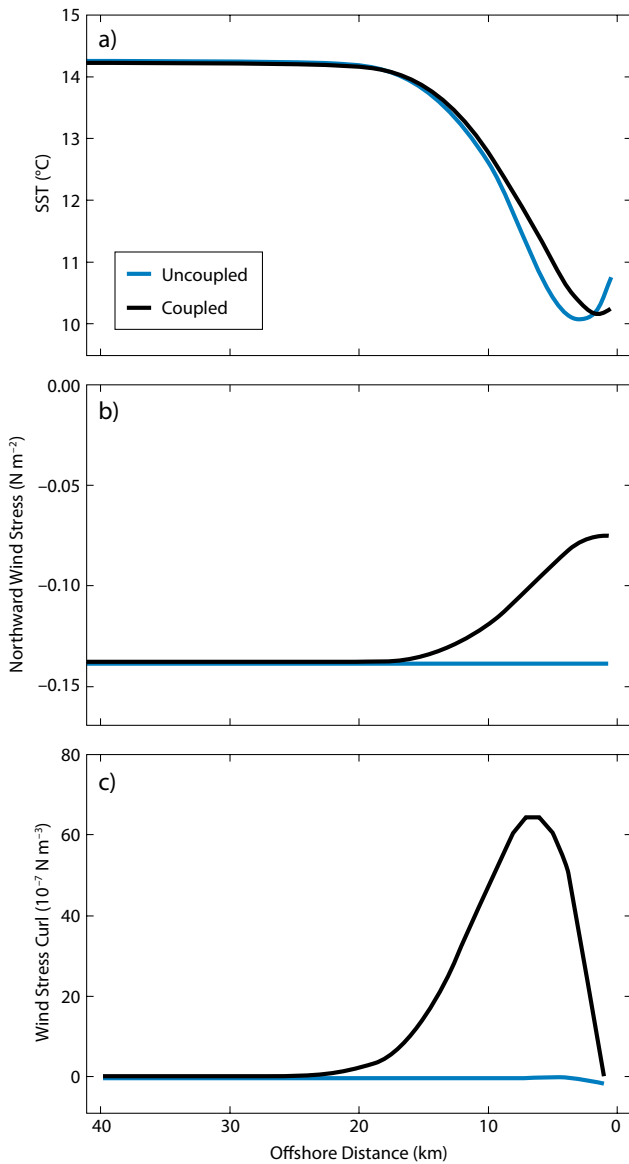 a)
15
14
13
12
11
10
SST (°C)
Uncoupled
Coupled
b)
0.00
−0.05
−0.10
−0.15
Northward Wind Stress (N m⁻²)
c)
80
60
40
20
0
Wind Stress Curl (10⁻⁷ N m⁻³)
40 30 20 10 0
Offshore Distance (km)